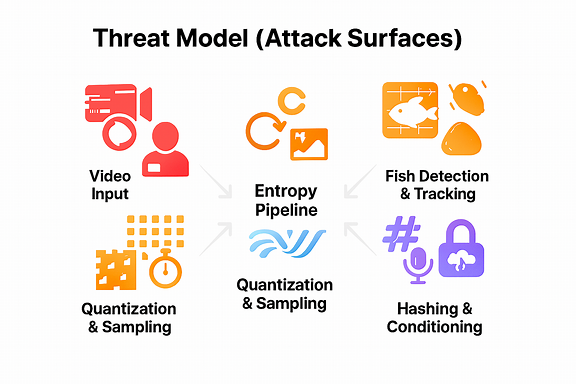 Threat Model (Attack Surfaces)
Video
Input
Entropy
Pipeline
Fish Detection
& Tracking
Quantization
& Sampling
Quantization
& Sampling
#
Hashing &
Conditioning